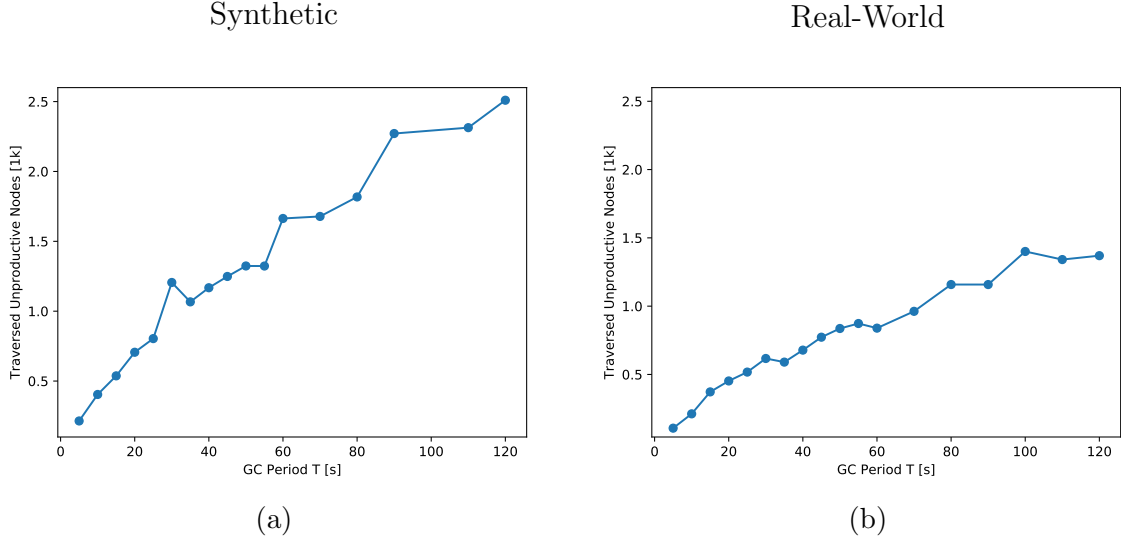 Synthetic
2.5
2.0
1.5
1.0
0.5
Traversed Unproductive Nodes [1k]
0 20 40 60 80 100 120
GC Period T [s]
(a)
Real-World
2.5
2.0
1.5
1.0
0.5
Traversed Unproductive Nodes [1k]
0 20 40 60 80 100 120
GC Period T [s]
(b)